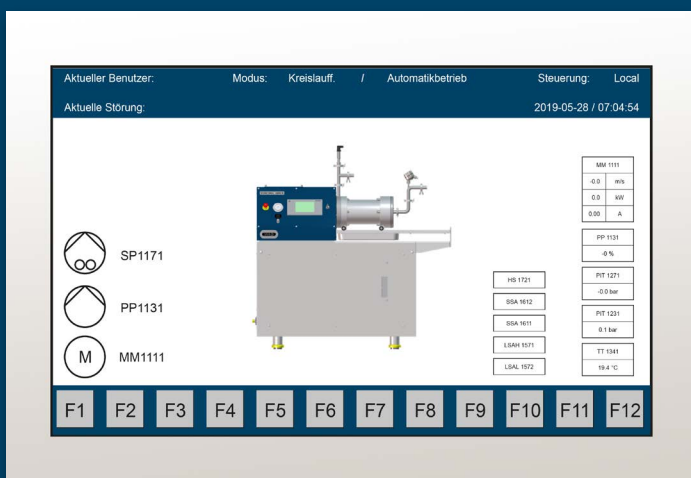 Aktueller Benutzer: Modus: Kreislauff. / Automatikbetrieb Steuerung: Local
Aktuelle Störung: 2019-05-28 / 07:04:54
MM 1111
-0.0 m/s
0.0 kW
0.00 A
PP 1131
-0 %
PIT 1271
-0.0 bar
PIT 1231
0.1 bar
TT 1341
19.4 °C
SP1171
PP1131
M MM1111
HS 1721
SSA 1612
SSA 1611
LSAH 1571
LSAL 1572
F1 F2 F3 F4 F5 F6 F7 F8 F9 F10 F11 F12